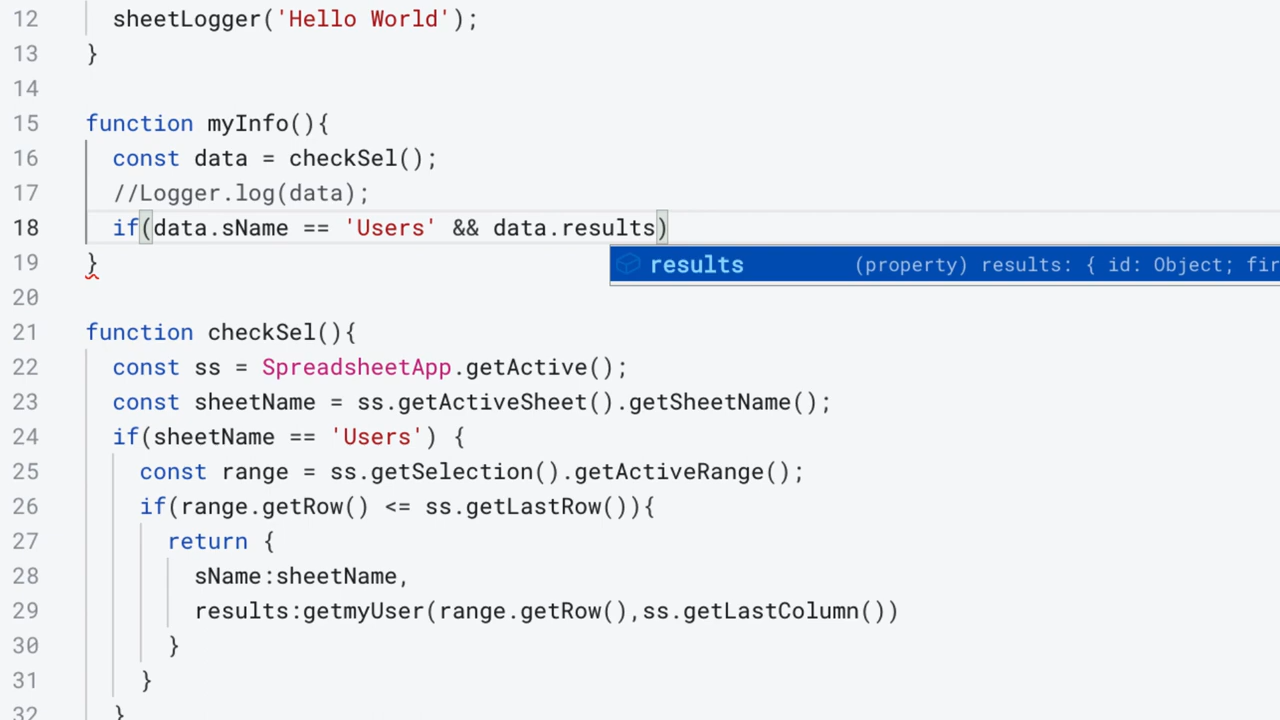 12 sheetLogger('Hello World');
13 }
14
15 function myInfo(){
16 const data = checkSel();
17 //Logger.log(data);
18 if(data.sName == 'Users' && data.results)
19 }
results (property) results: { id: Object; fir
20
21 function checkSel(){
22 const ss = SpreadsheetApp.getActive();
23 const sheetName = ss.getActiveSheet().getSheetName();
24 if(sheetName == 'Users') {
25 const range = ss.getSelection().getActiveRange();
26 if(range.getRow() <= ss.getLastRow()){
27 return {
28 sName:sheetName,
29 results:getmyUser(range.getRow(),ss.getLastColumn())
30 }
31 }
32 }